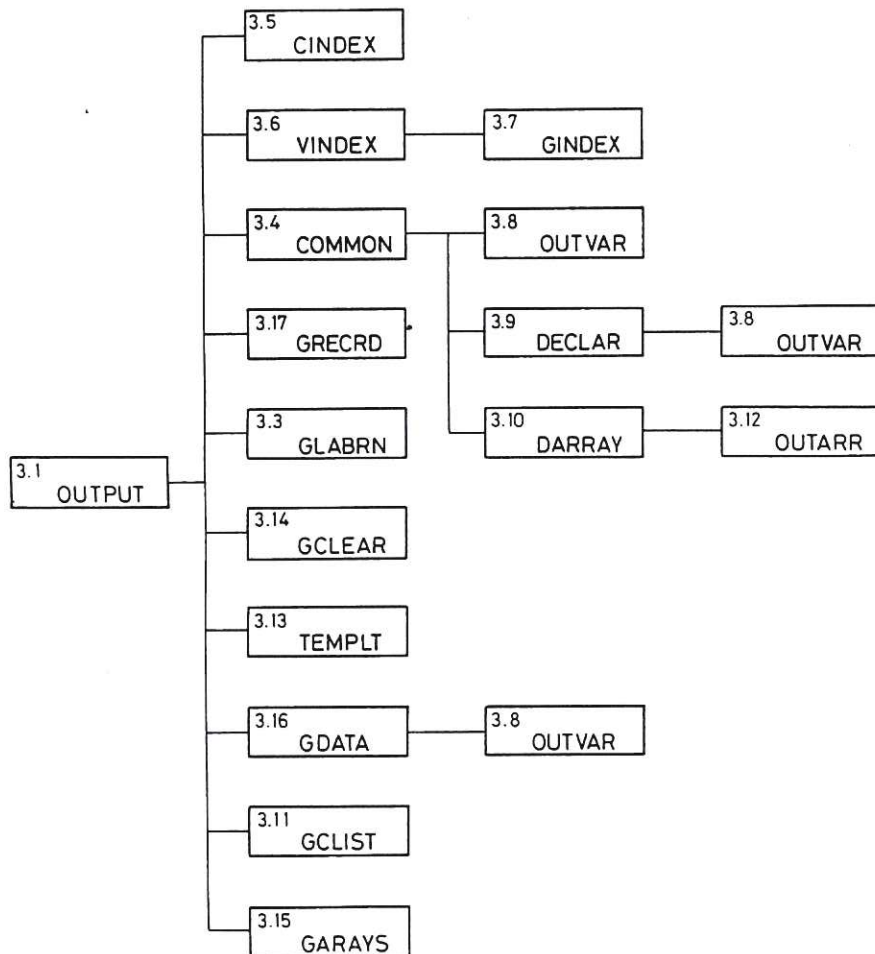 3.5
CINDEX
3.6
VINDEX
3.7
GINDEX
3.4
COMMON
3.8
OUTVAR
3.17
GRECRD
3.9
DECLAR
3.8
OUTVAR
3.3
GLABRN
3.10
DARRAY
3.12
OUTARR
3.1
OUTPUT
3.14
GCLEAR
3.13
TEMPLT
3.16
GDATA
3.8
OUTVAR
3.11
GCLIST
3.15
GARAYS